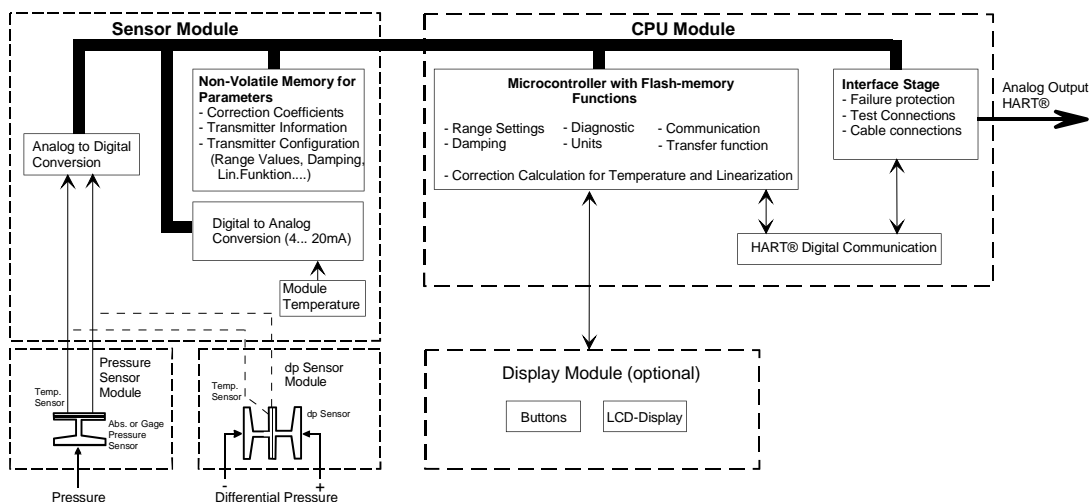 Sensor Module
CPU Module
Non-Volatile Memory for
Parameters
- Correction Coefficients
- Transmitter Information
- Transmitter Configuration
(Range Values, Damping,
Lin.Funktion....)
Analog to Digital
Conversion
Digital to Analog
Conversion (4... 20mA)
Module
Temperature
Microcontroller with Flash-memory
Functions
- Range Settings
- Damping
- Diagnostic
- Units
- Communication
- Transfer function
- Correction Calculation for Temperature and Linearization
Interface Stage
- Failure protection
- Test Connections
- Cable connections
Analog Output
HART®
HART® Digital Communication
Pressure
Sensor
Module
Temp.
Sensor
Abs. or Gage
Pressure
Sensor
Pressure
dp Sensor
Module
Temp.
Sensor
dp Sensor
- +
Differential Pressure
Display Module (optional)
Buttons
LCD-Display